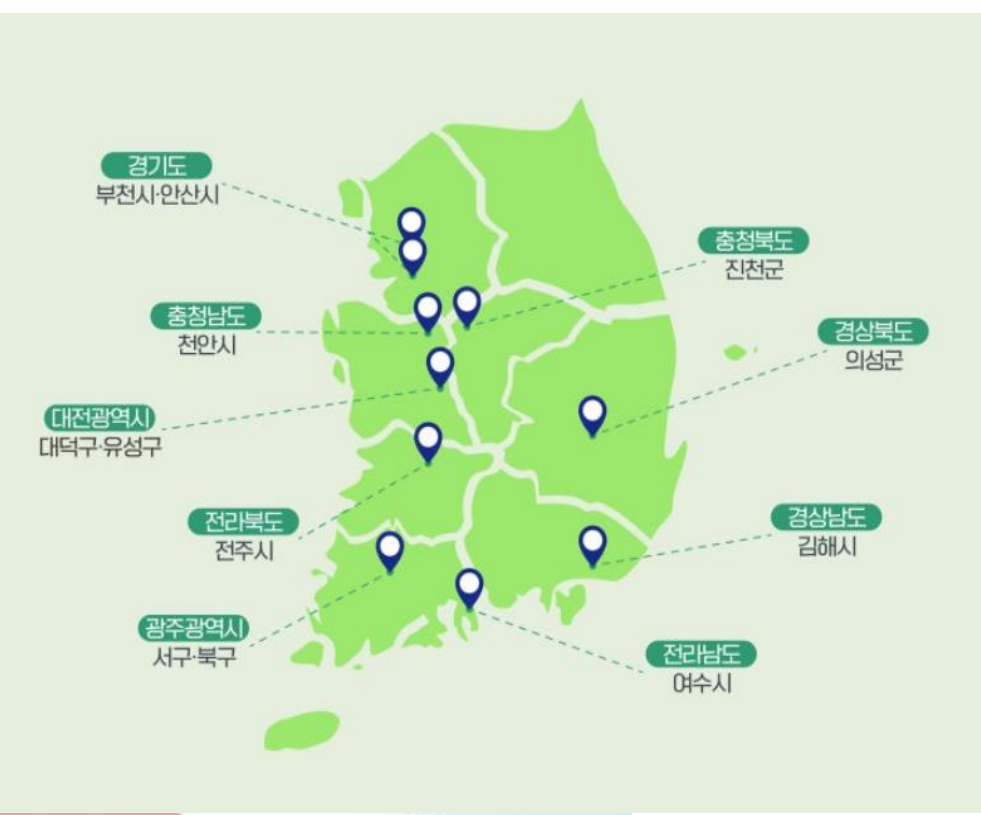 경기도
부천시·안산시
충청북도
진천군
충청남도
천안시
경상북도
의성군
대전광역시
대덕구·유성구
전라북도
전주시
경상남도
김해시
광주광역시
서구·북구
전라남도
여수시